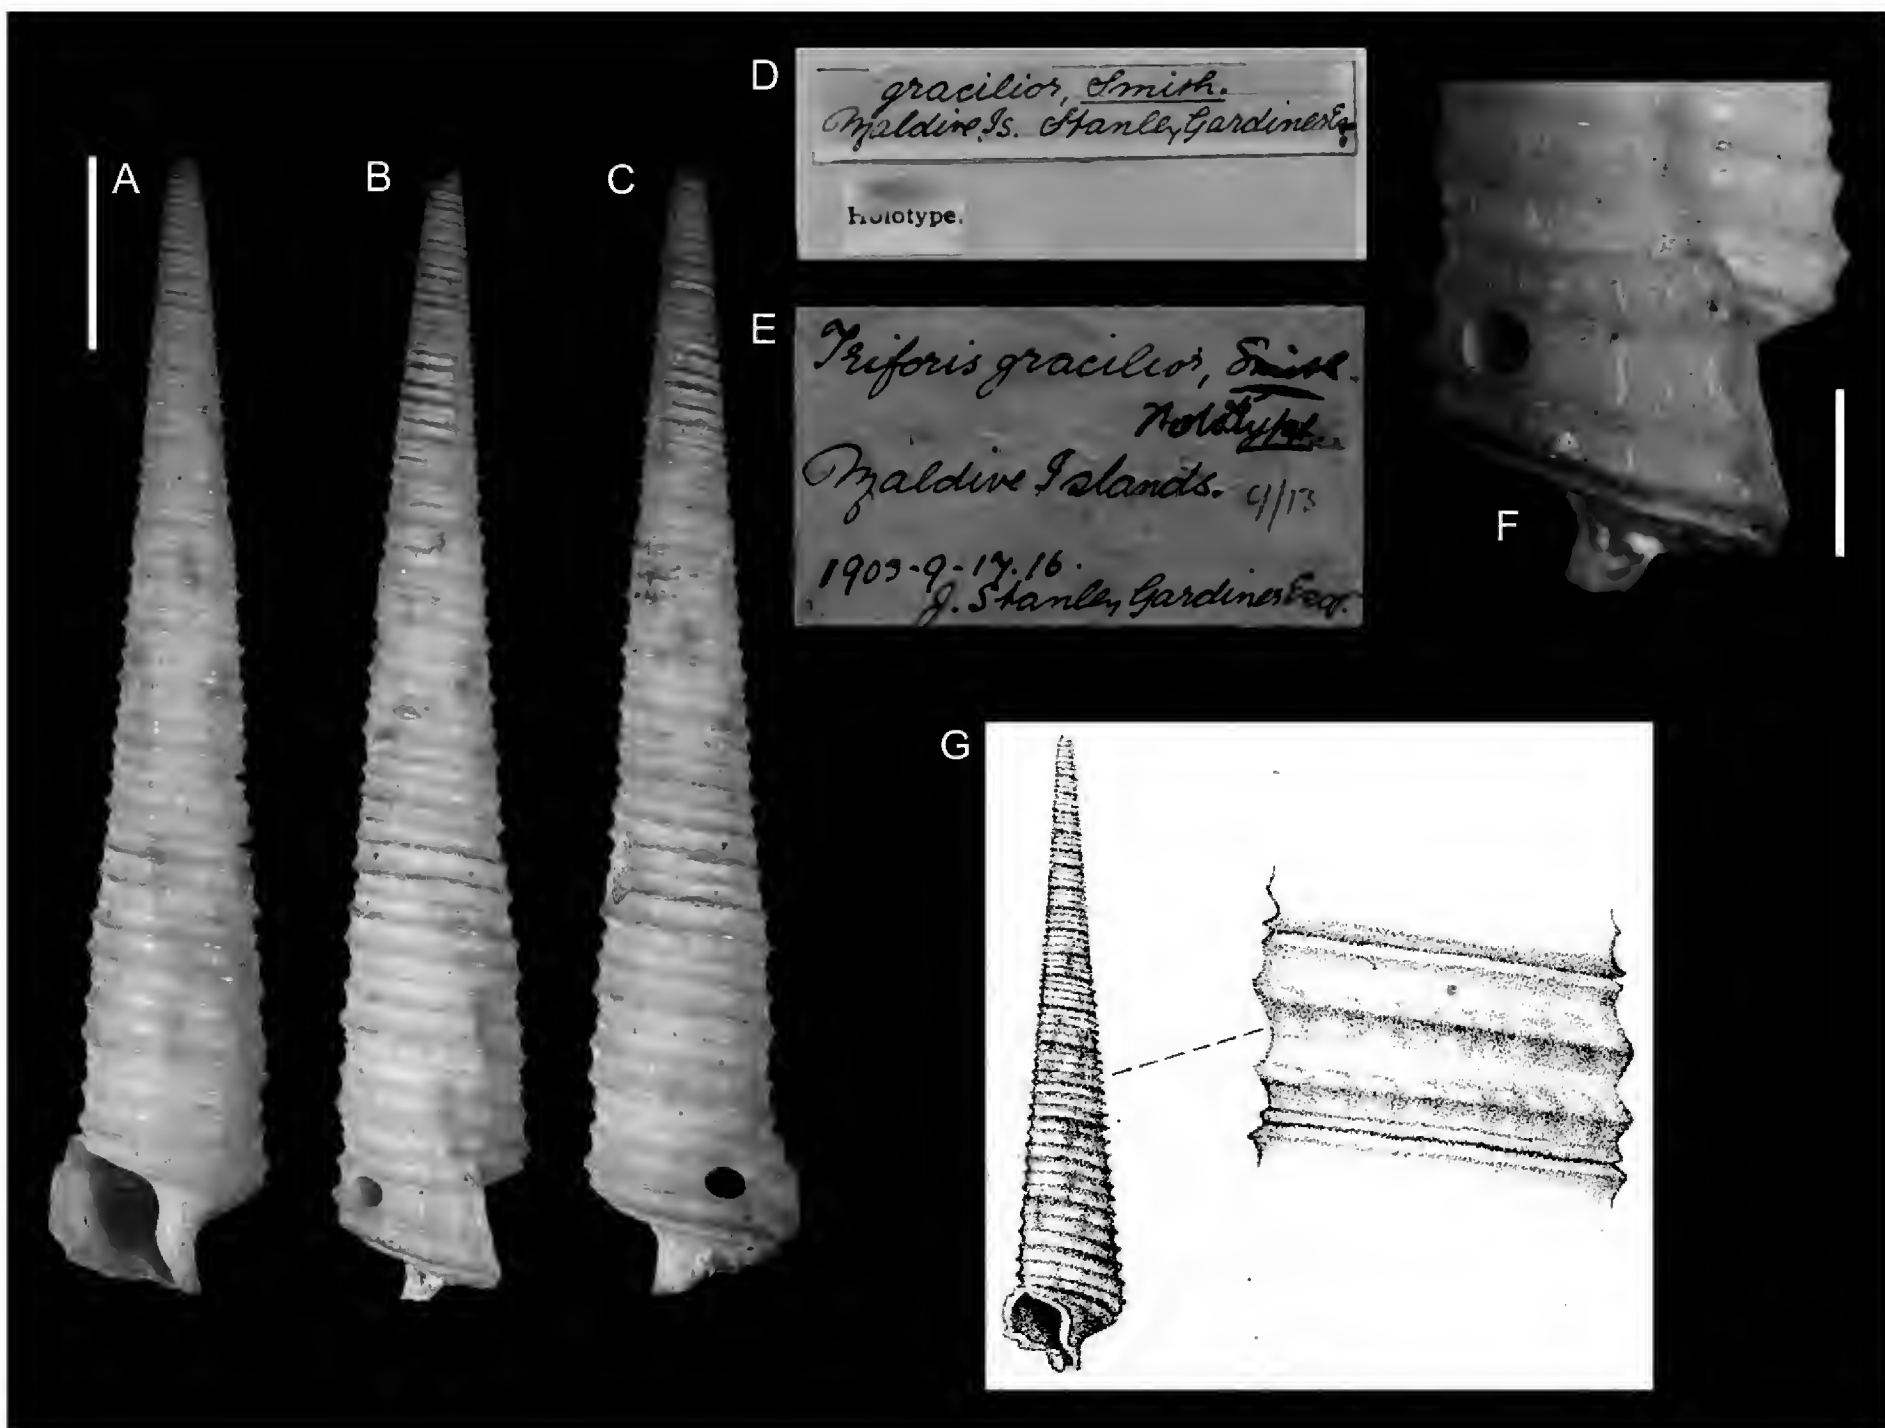 A
B
C
D
gracilior, Smith.
Maldive Is. Stanley Gardiner Esq
Holotype.
E
Triforis gracilior, Smith.
Holotype
Maldive Islands. 4/13
1903-9-17.16.
J. Stanley Gardiner Esqr.
F
G